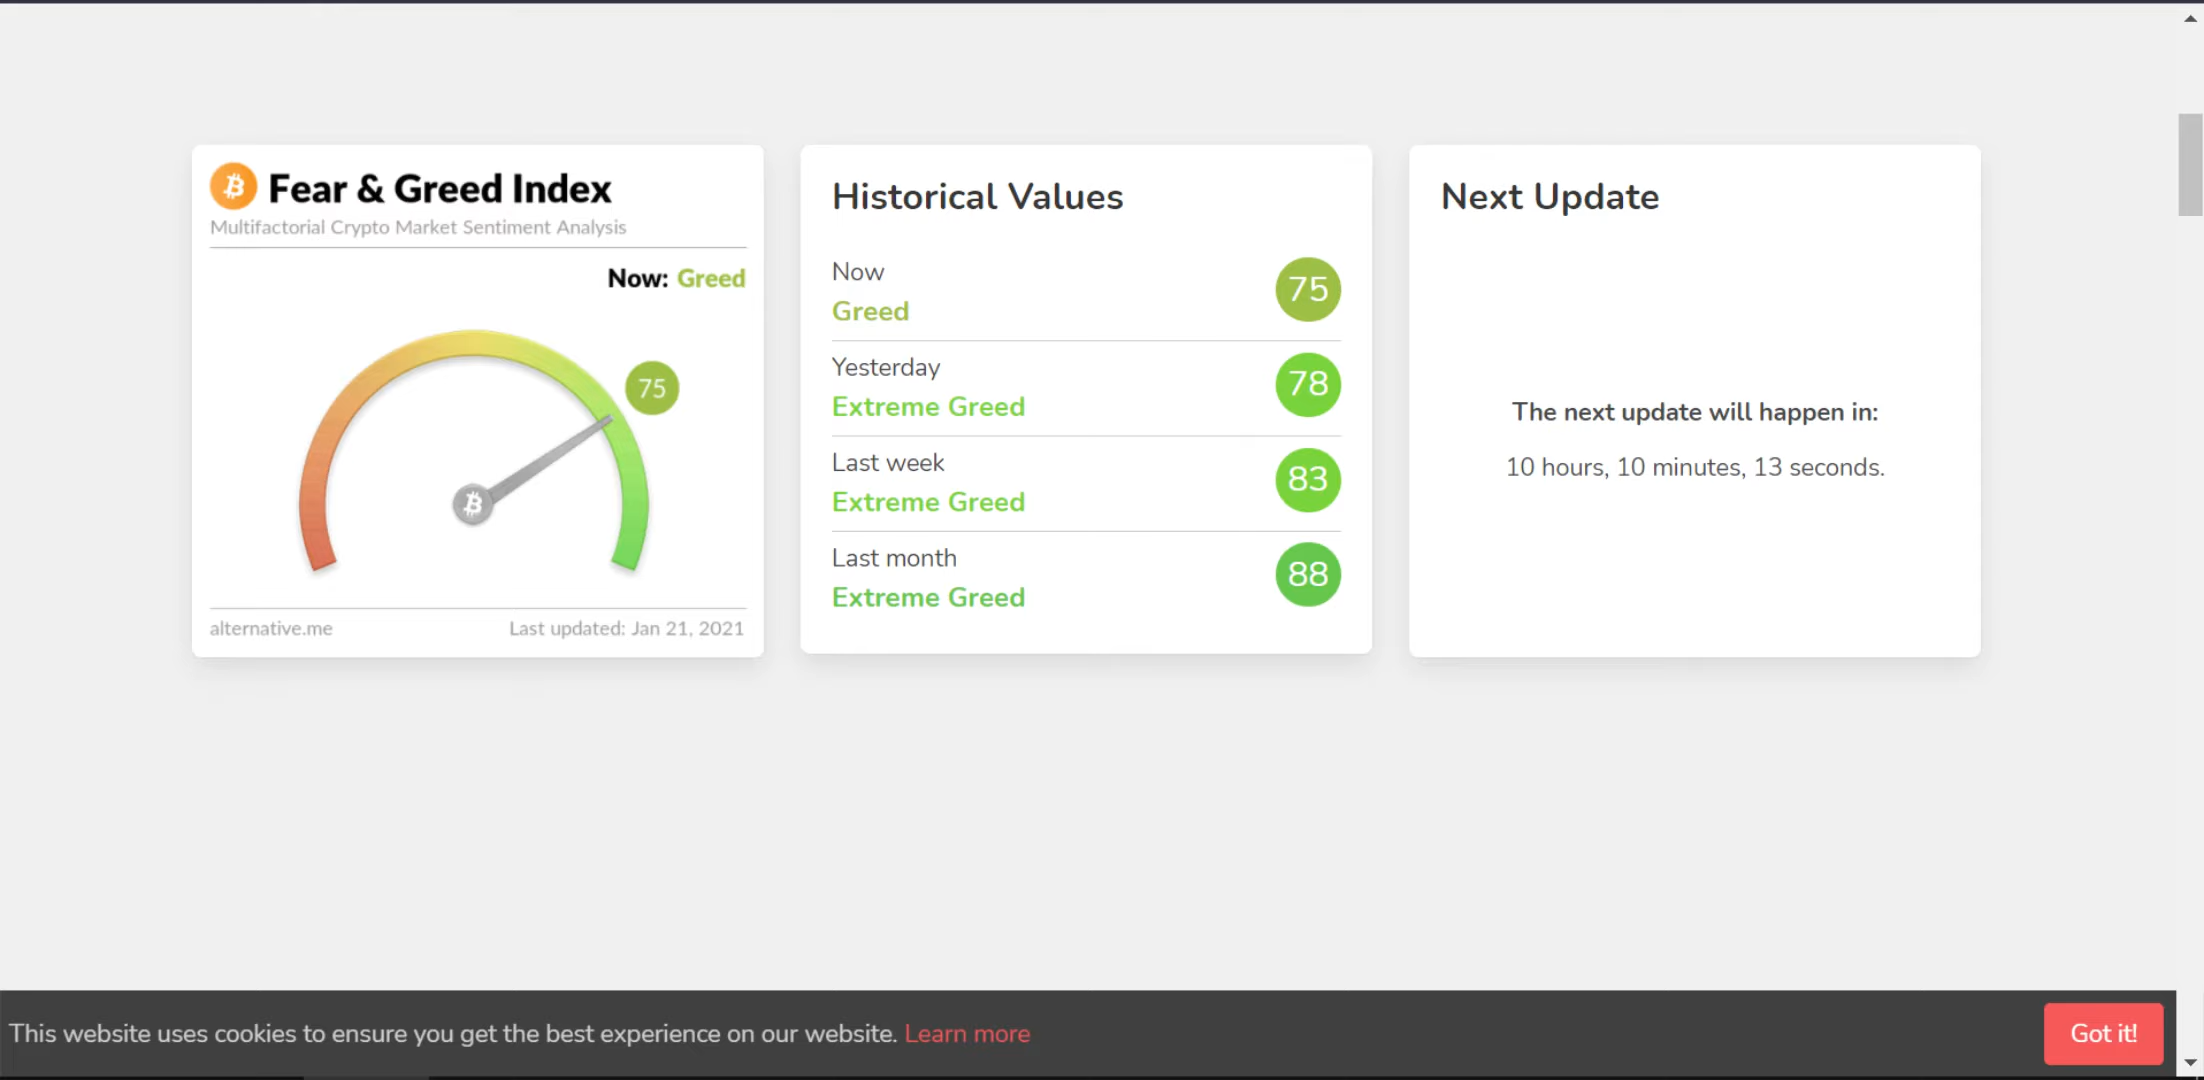 Fear & Greed Index
Multifactorial Crypto Market Sentiment Analysis
Now: Greed
75
alternative.me
Last updated: Jan 21, 2021
Historical Values
Now
Greed
75
Yesterday
Extreme Greed
78
Last week
Extreme Greed
83
Last month
Extreme Greed
88
Next Update
The next update will happen in:
10 hours, 10 minutes, 13 seconds.
This website uses cookies to ensure you get the best experience on our website. Learn more
Got it!